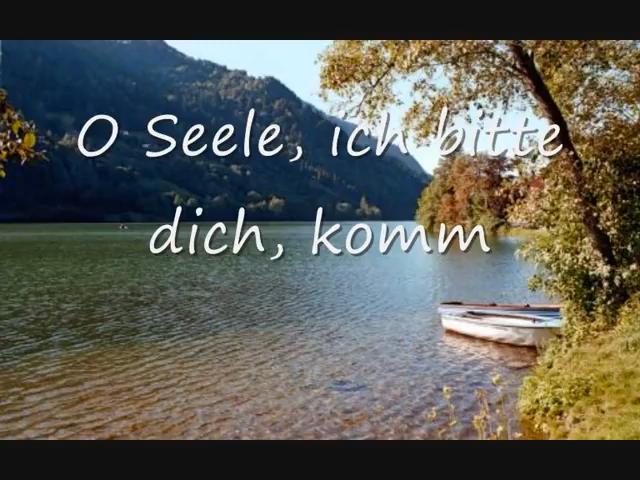 O Seele, ich bitte
dich, komm